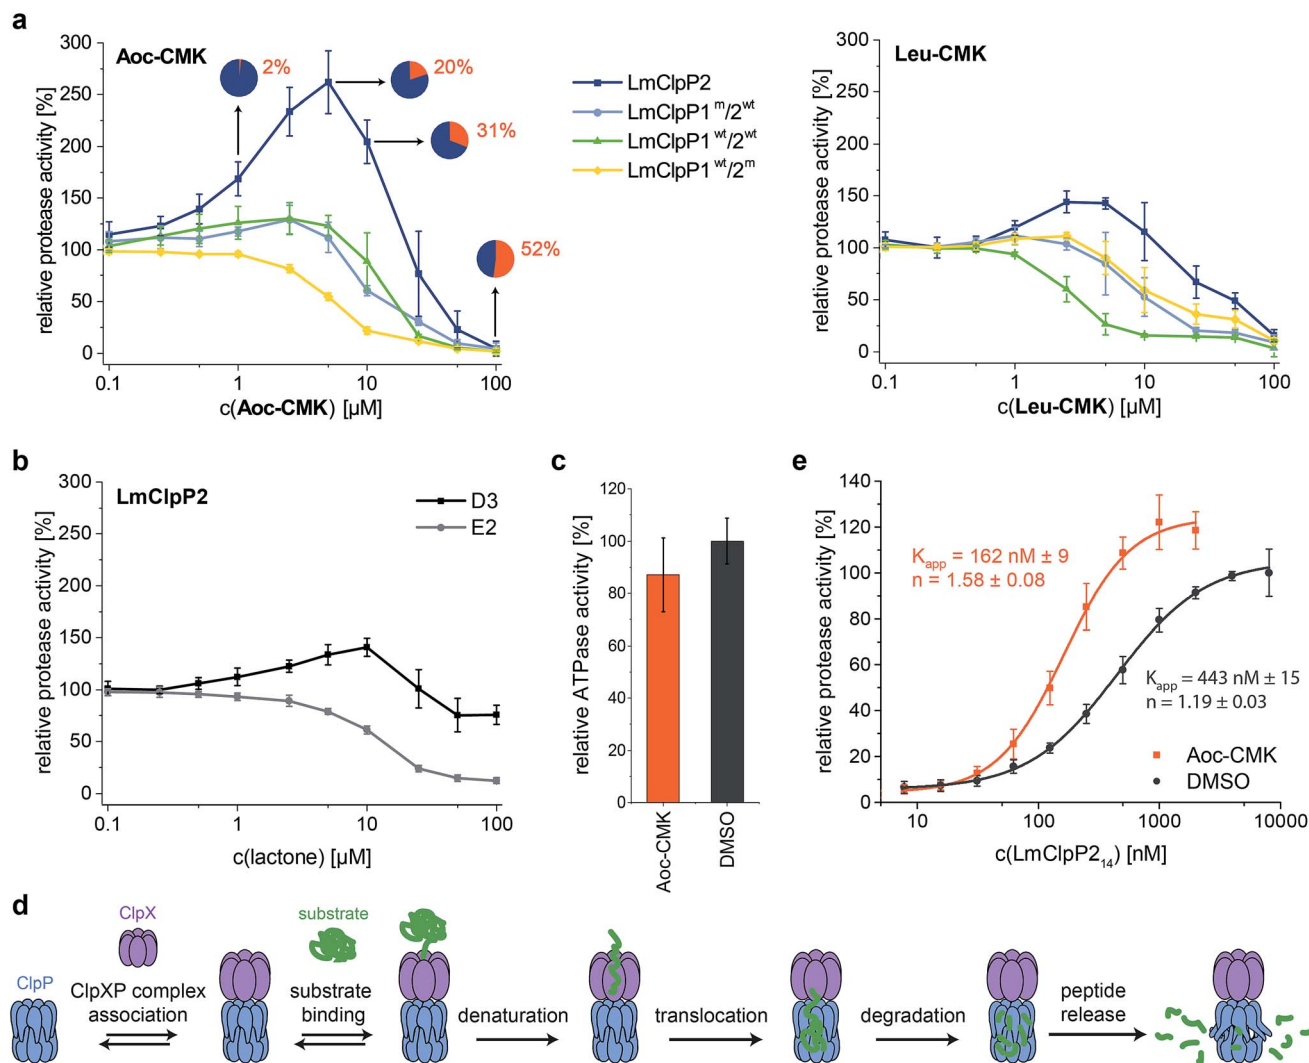 a
Aoc-CMK
relative protease activity [%]
300
250
200
150
100
50
0
0.1
1
10
100
c(Aoc-CMK) [µM]
2%
20%
31%
52%
LmClpP2
LmClpP1 m/2wt
LmClpP1 wt/2wt
LmClpP1 wt/2m
Leu-CMK
relative protease activity [%]
300
250
200
150
100
50
0
0.1
1
10
100
c(Leu-CMK) [µM]
b
LmClpP2
D3
E2
relative protease activity [%]
300
250
200
150
100
50
0
0.1
1
10
100
c(lactone) [µM]
c
relative ATPase activity [%]
120
100
80
60
40
20
0
Aoc-CMK
DMSO
e
relative protease activity [%]
140
120
100
80
60
40
20
0
Kapp = 162 nM ± 9
n = 1.58 ± 0.08
Kapp = 443 nM ± 15
n = 1.19 ± 0.03
Aoc-CMK
DMSO
10
100
1000
10000
c(LmClpP214) [nM]
d
ClpP
ClpX
ClpXP complex
association
substrate
substrate
binding
denaturation
translocation
degradation
peptide
release